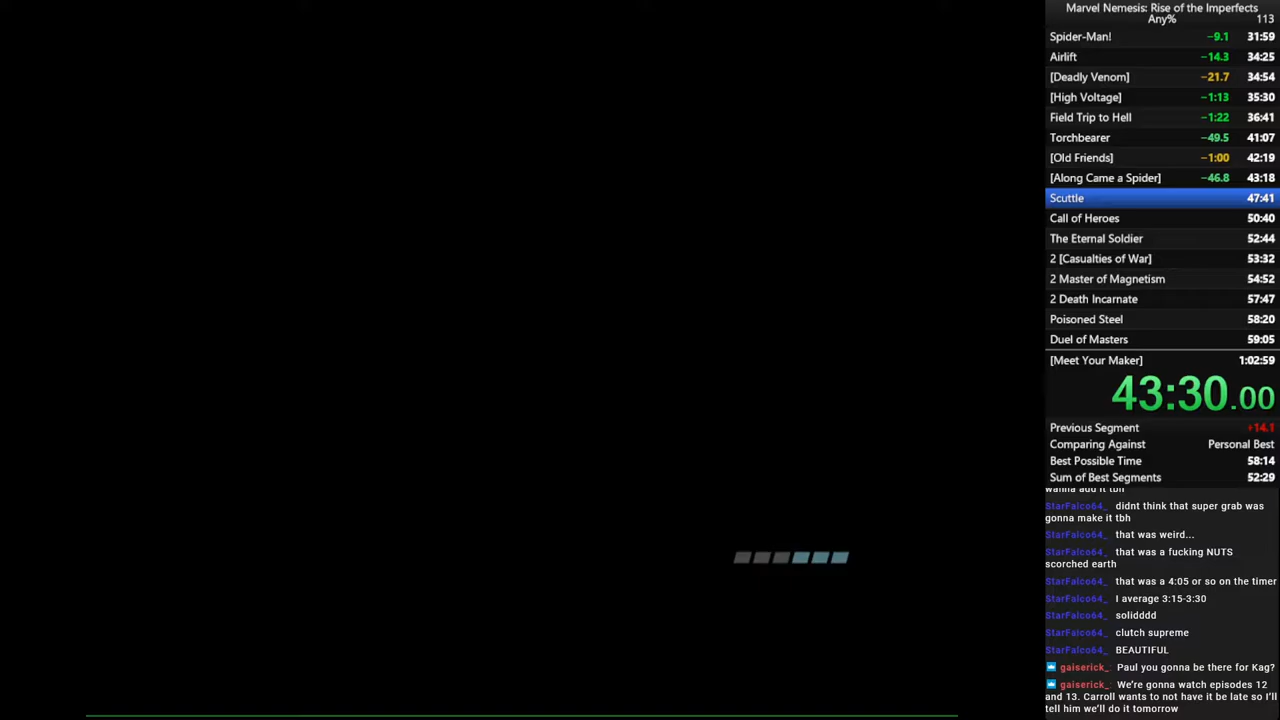 Marvel Nemesis: Rise of the Imperfects
Any% 113
Spider-Man! −9.1 31:59
Airlift −14.3 34:25
[Deadly Venom] −21.7 34:54
[High Voltage] −1:13 35:30
Field Trip to Hell −1:22 36:41
Torchbearer −49.5 41:07
[Old Friends] −1:00 42:19
[Along Came a Spider] −46.8 43:18
Scuttle 47:41
Call of Heroes 50:40
The Eternal Soldier 52:44
2 [Casualties of War] 53:32
2 Master of Magnetism 54:52
2 Death Incarnate 57:47
Poisoned Steel 58:20
Duel of Masters 59:05
[Meet Your Maker] 1:02:59
43:30.00
Previous Segment +14.1
Comparing Against Personal Best
Best Possible Time 58:14
Sum of Best Segments 52:29
wanna add it tbh
StarFalco64_ didnt think that super grab was
gonna make it tbh
StarFalco64_ that was weird...
StarFalco64_ that was a fucking NUTS
scorched earth
StarFalco64_ that was a 4:05 or so on the timer
StarFalco64_ I average 3:15-3:30
StarFalco64_ solidddd
StarFalco64_ clutch supreme
StarFalco64_ BEAUTIFUL
gaiserick_: Paul you gonna be there for Kag?
gaiserick_: We're gonna watch episodes 12
and 13. Carroll wants to not have it be late so I'll
tell him we'll do it tomorrow